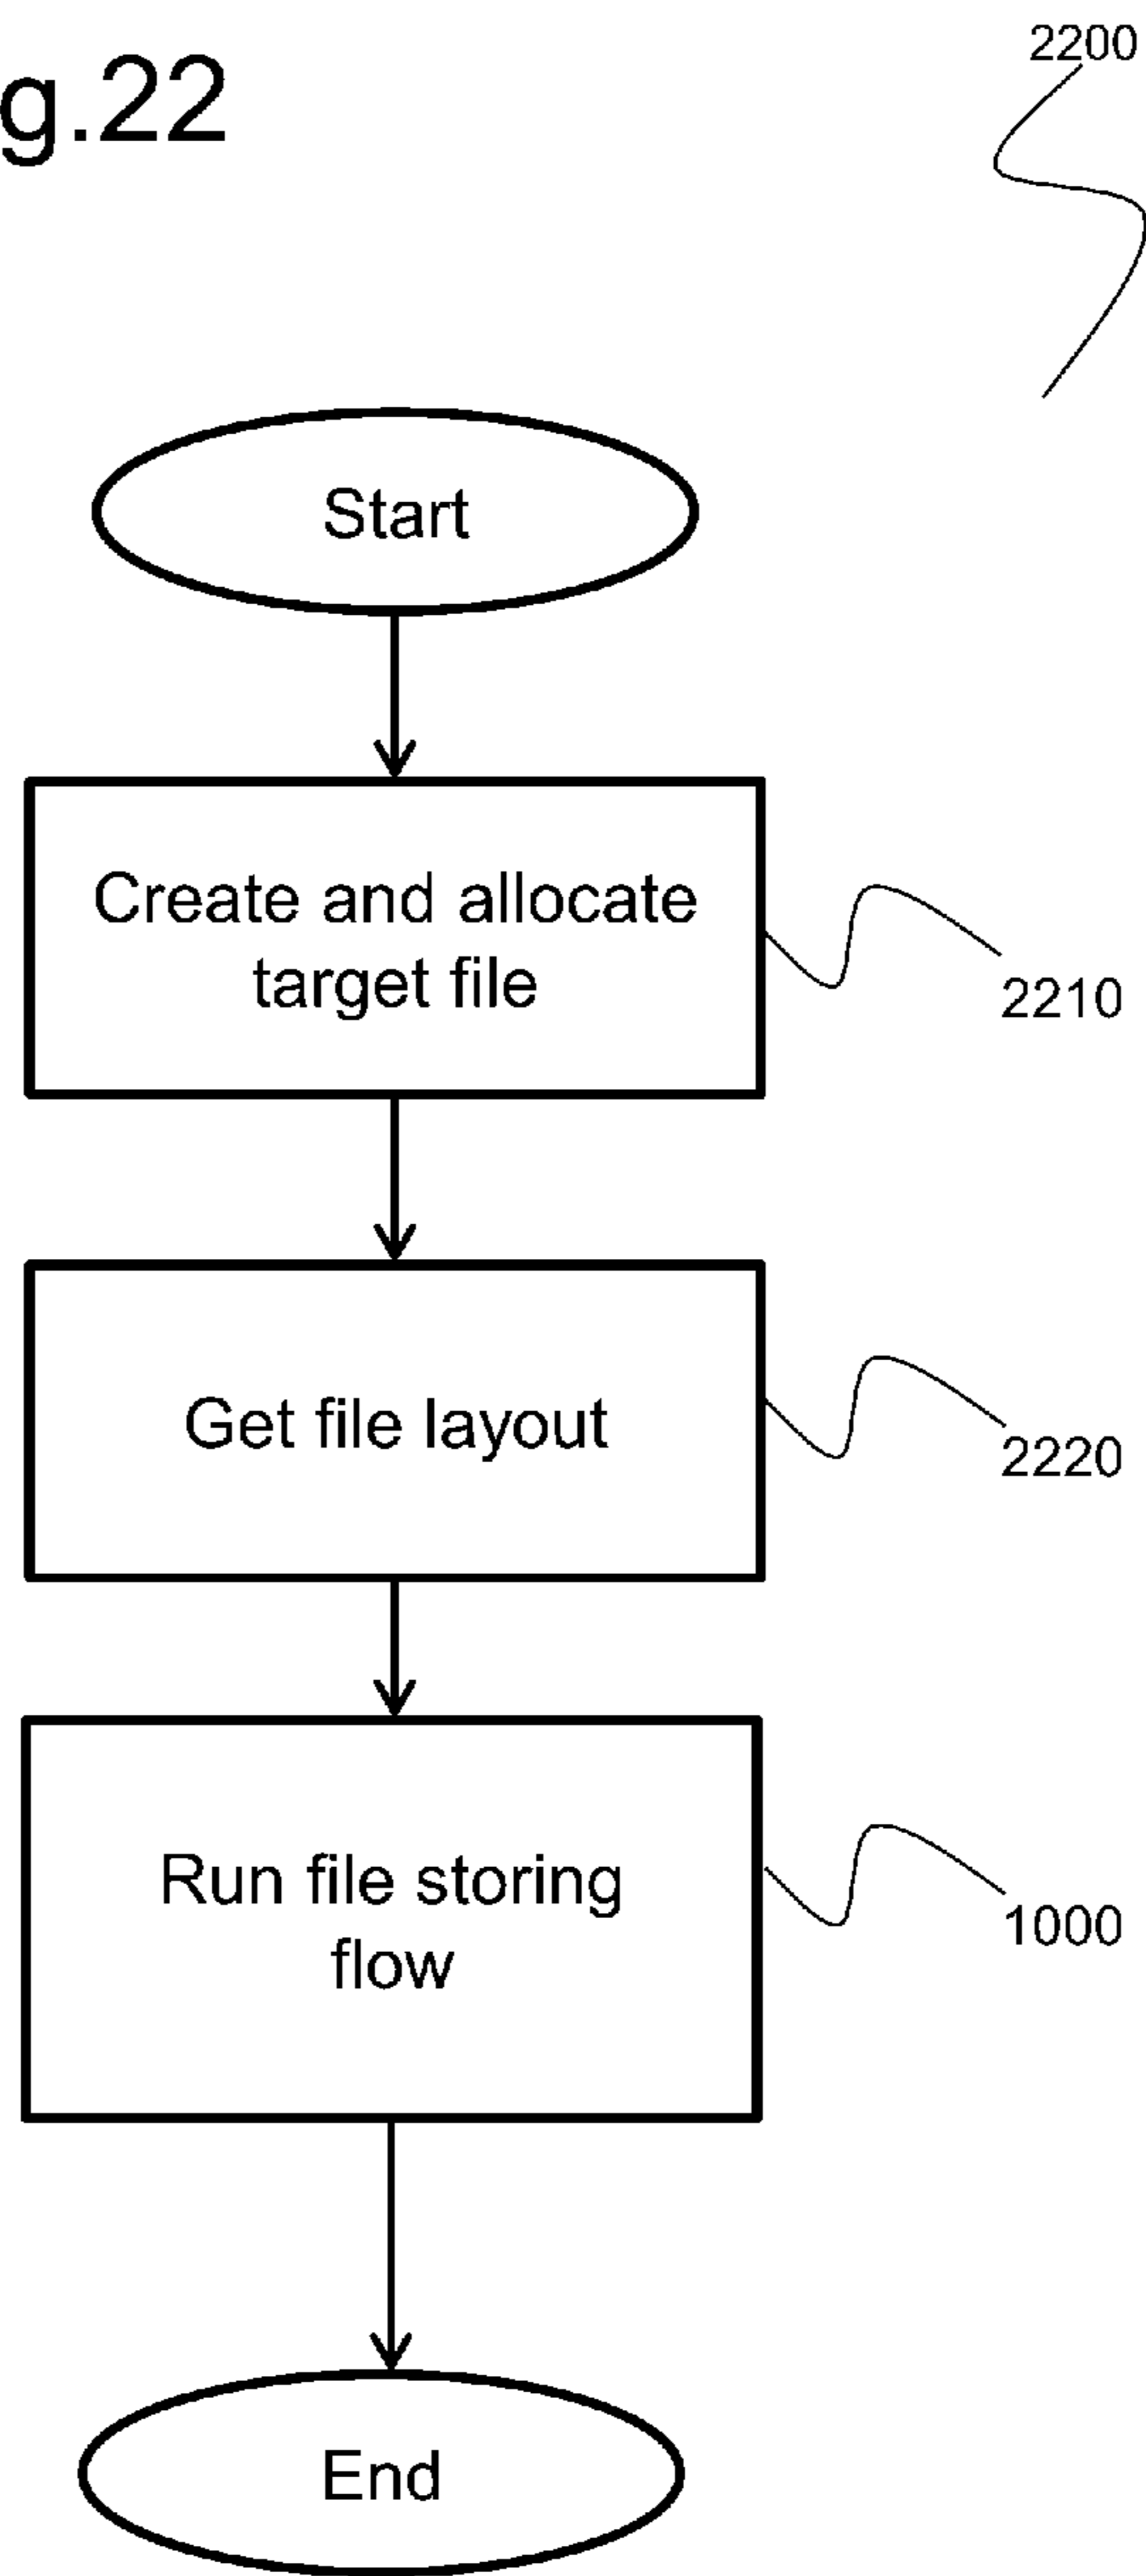 g.22
2200
Start
Create and allocate
target file
2210
Get file layout
2220
Run file storing
flow
1000
End